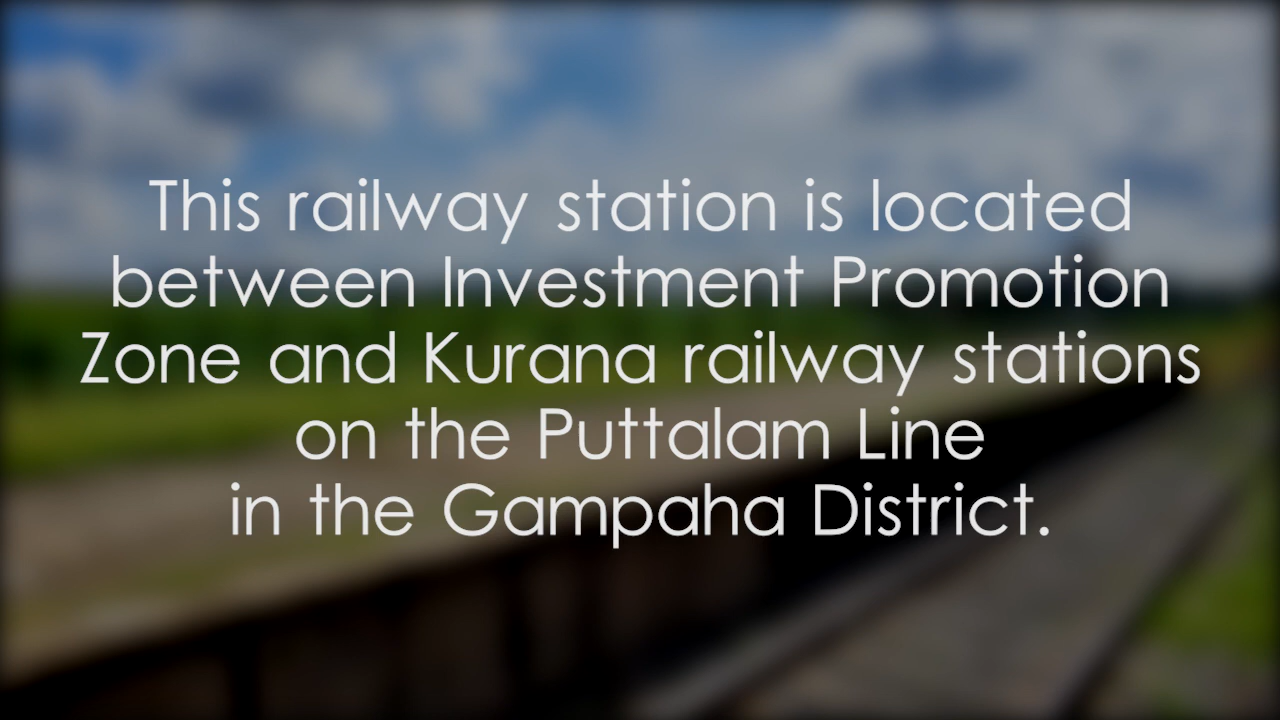 This railway station is located
between Investment Promotion
Zone and Kurana railway stations
on the Puttalam Line
in the Gampaha District.